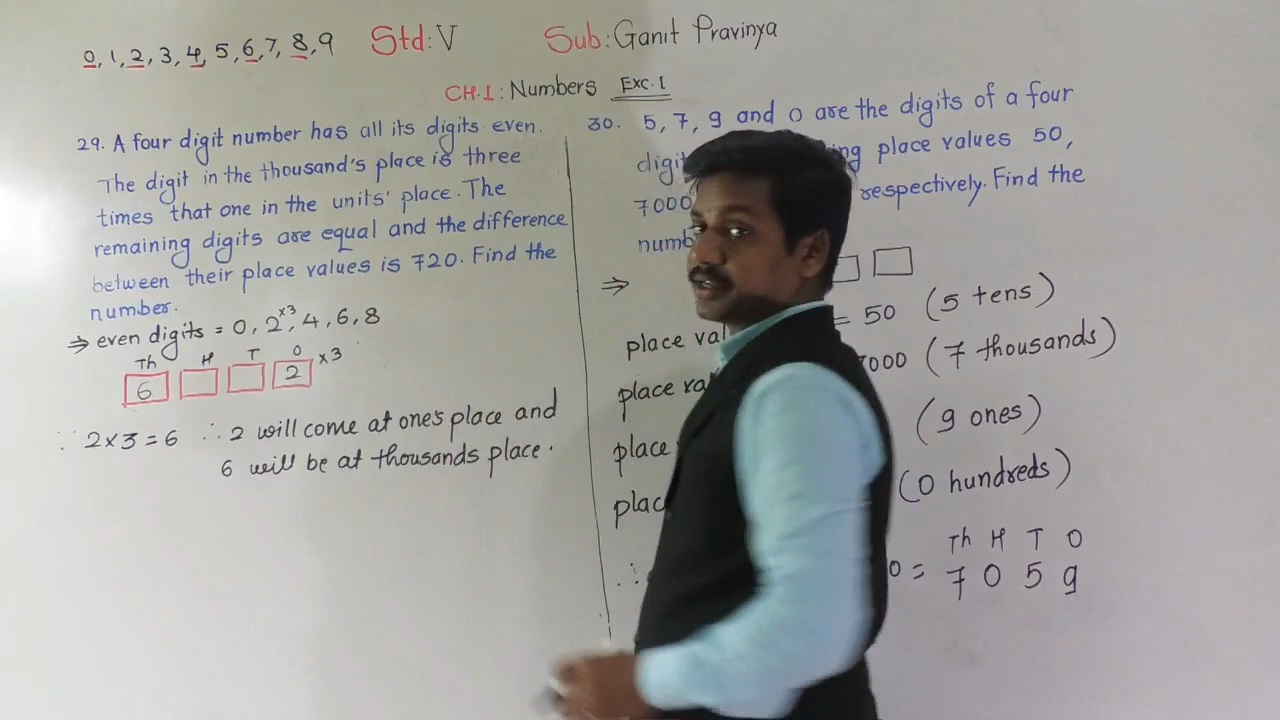 0, 1, 2, 3, 4, 5, 6, 7, 8, 9 Std: V Sub: Ganit Pravinya
CH.I: Numbers Exc. I
29. A four digit number has all its digits even.
The digit in the thousand's place is three
times that one in the units' place. The
remaining digits are equal and the difference
between their place values is 720. Find the
number.
⇒ even digits = 0, 2×3, 4, 6, 8
Th H T O
6 2 ×3
∵ 2×3=6 ∴ 2 will come at ones place and
6 will be at thousands place.
30. 5, 7, 9 and 0 are the digits of a four
place values 50,
7000 respectively. Find the
⇒
place = 50 (5 tens)
place (7 thousands)
place (9 ones)
(0 hundreds)
Th H T O
∴ = 7 0 5 9